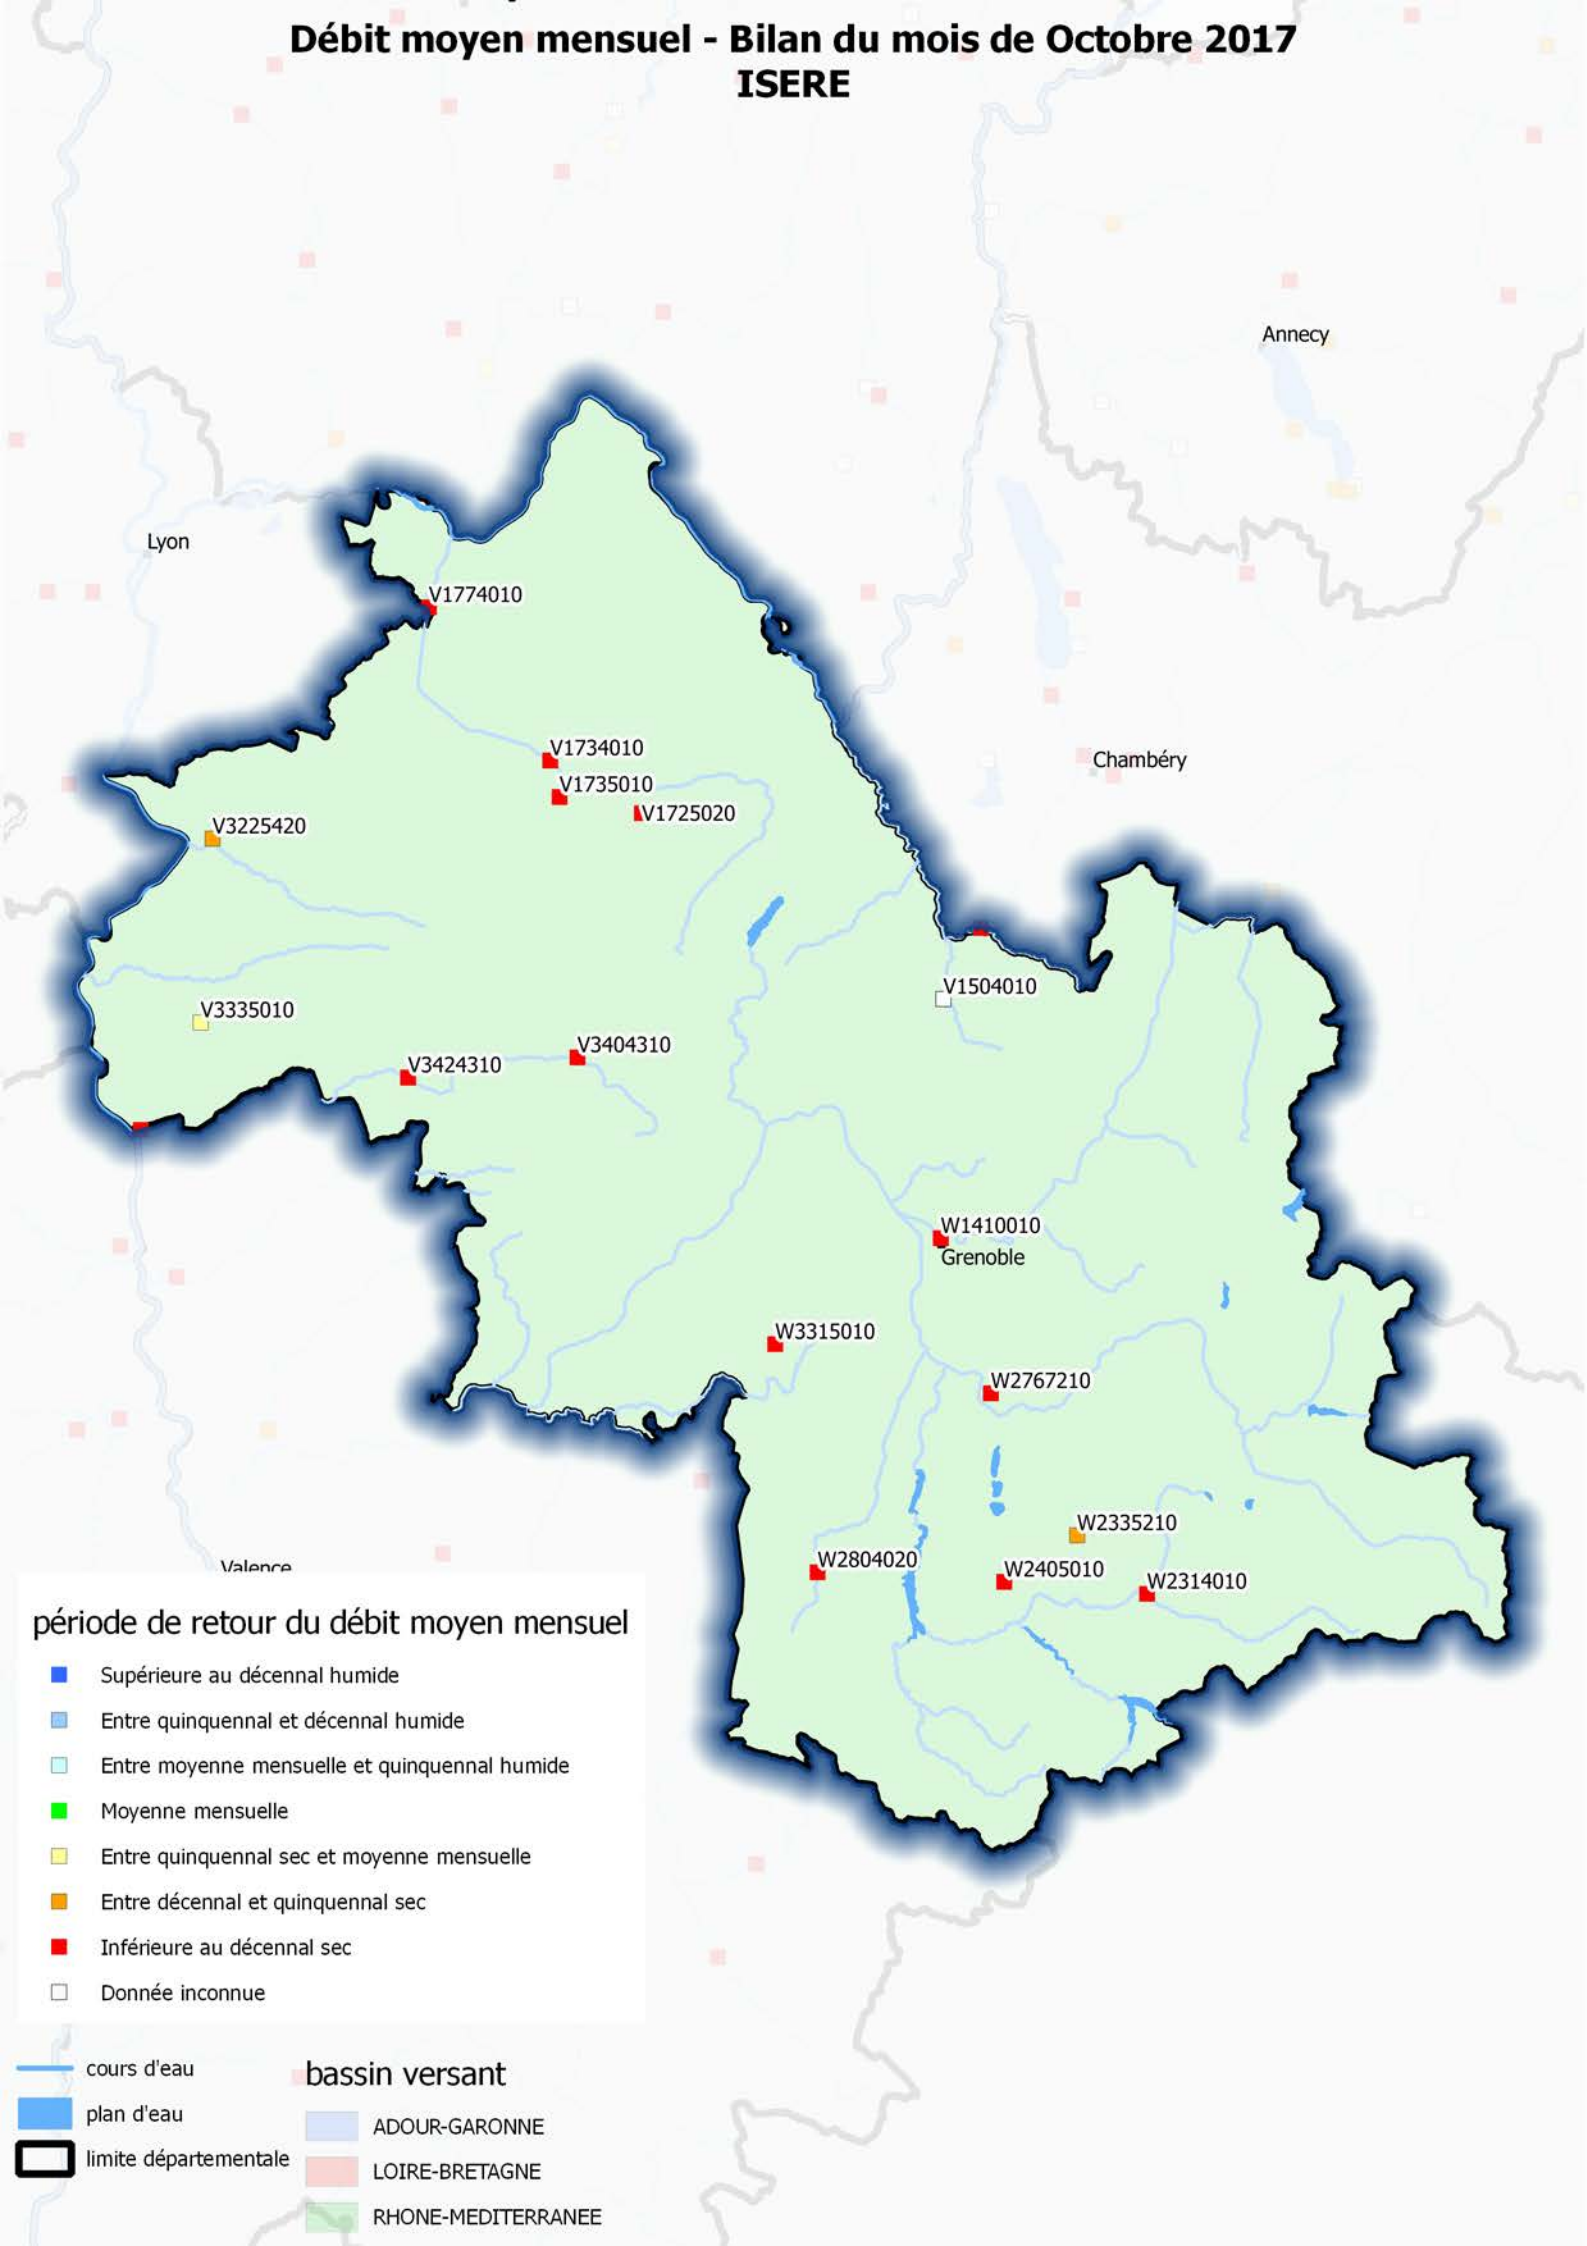 Débit moyen mensuel - Bilan du mois de Octobre 2017
ISERE
Annecy
Lyon
V1774010
V1734010
Chambéry
V1735010
V1725020
V3225420
V1504010
V3335010
V3404310
V3424310
W1410010
Grenoble
W3315010
W2767210
W2335210
Valence
W2804020
W2405010
W2314010
période de retour du débit moyen mensuel
Supérieure au décennal humide
Entre quinquennal et décennal humide
Entre moyenne mensuelle et quinquennal humide
Moyenne mensuelle
Entre quinquennal sec et moyenne mensuelle
Entre décennal et quinquennal sec
Inférieure au décennal sec
Donnée inconnue
cours d'eau
plan d'eau
limite départementale
bassin versant
ADOUR-GARONNE
LOIRE-BRETAGNE
RHONE-MEDITERRANEE